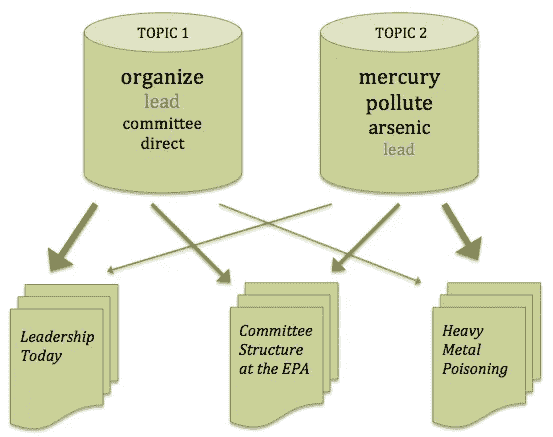 TOPIC 1
organize
lead
committee
direct
TOPIC 2
mercury
pollute
arsenic
lead
Leadership
Today
Committee
Structure
at the EPA
Heavy
Metal
Poisoning